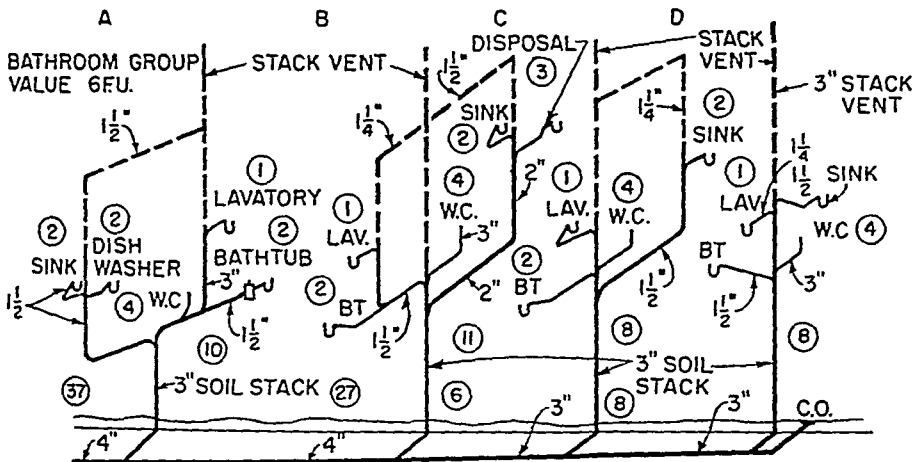 A B C D
BATHROOM GROUP
VALUE 6F.U.
STACK VENT
DISPOSAL
STACK
VENT
3" STACK
VENT
1 1/2"
1 1/2"
3
1 1/4"
SINK
2
1 1/4"
2
SINK
1
LAVATORY
2
BATHTUB
1
LAV.
4
W.C.
3"
2"
1
LAV.
4
W.C.
1
LAV.
1 1/4
1 1/2
SINK
W.C
4
2
SINK
2
DISH
WASHER
1 1/2"
4
W.C
3"
1 1/2"
2
BT
1 1/2"
2"
2
BT
1 1/2"
BT
1 1/2"
3"
10
11
8
8
37
3" SOIL STACK
27
6
3" SOIL
STACK
8
C.O.
4"
4"
3"
3"